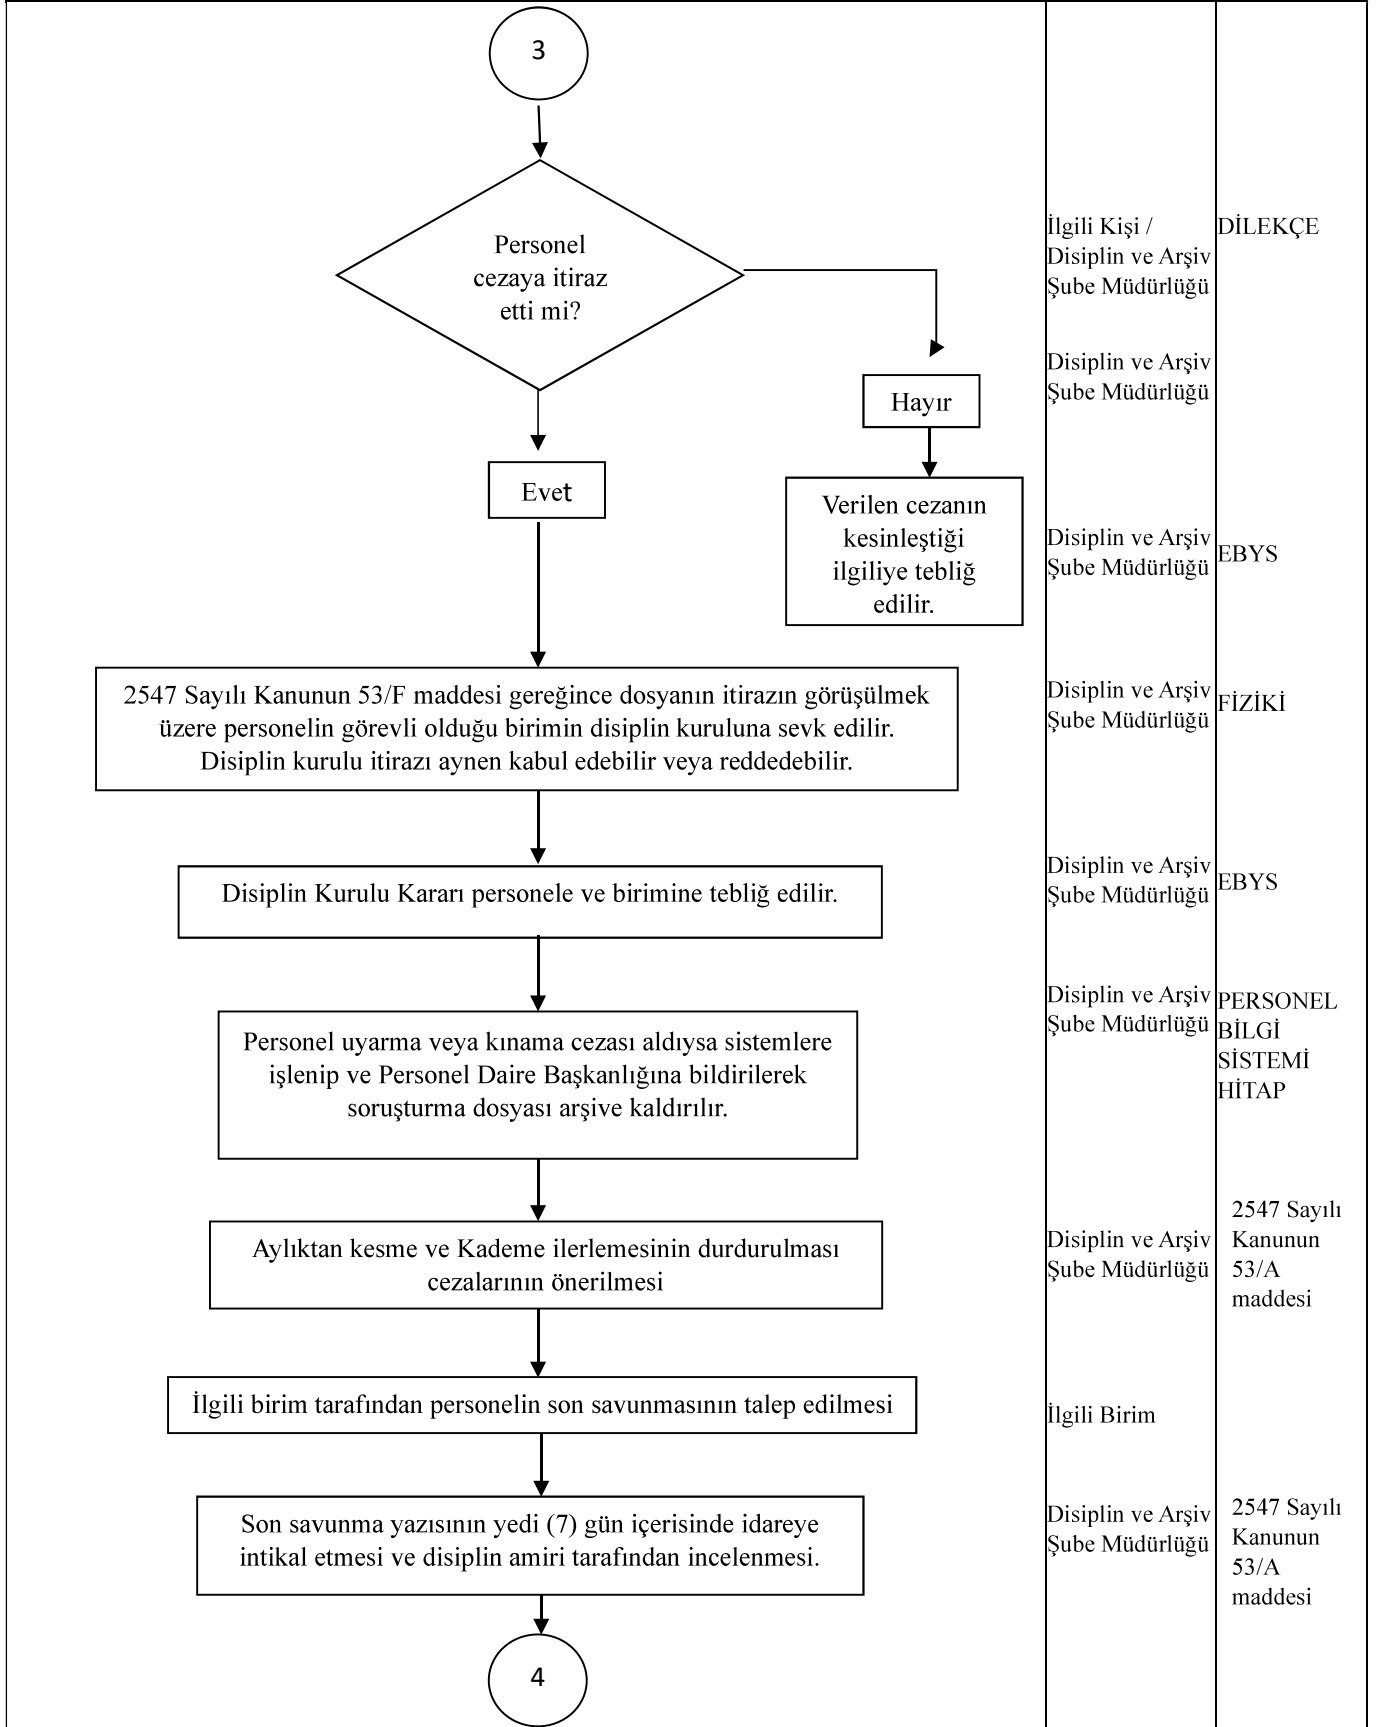 3
Personel
cezaya itiraz
etti mi?
Hayır
Evet
Verilen cezanın
kesinleştiği
ilgiliye tebliğ
edilir.
2547 Sayılı Kanunun 53/F maddesi gereğince dosyanın itirazın görüşülmek
üzere personelin görevli olduğu birimin disiplin kuruluna sevk edilir.
Disiplin kurulu itirazı aynen kabul edebilir veya reddedebilir.
Disiplin Kurulu Kararı personele ve birimine tebliğ edilir.
Personel uyarma veya kınama cezası aldıysa sistemlere
işlenip ve Personel Daire Başkanlığına bildirilerek
soruşturma dosyası arşive kaldırılır.
Aylıktan kesme ve Kademe ilerlemesinin durdurulması
cezalarının önerilmesi
İlgili birim tarafından personelin son savunmasının talep edilmesi
Son savunma yazısının yedi (7) gün içerisinde idareye
intikal etmesi ve disiplin amiri tarafından incelenmesi.
4
İlgili Kişi /
Disiplin ve Arşiv
Şube Müdürlüğü
Disiplin ve Arşiv
Şube Müdürlüğü
Disiplin ve Arşiv
Şube Müdürlüğü
Disiplin ve Arşiv
Şube Müdürlüğü
Disiplin ve Arşiv
Şube Müdürlüğü
Disiplin ve Arşiv
Şube Müdürlüğü
Disiplin ve Arşiv
Şube Müdürlüğü
İlgili Birim
Disiplin ve Arşiv
Şube Müdürlüğü
DİLEKÇE
EBYS
FİZİKİ
EBYS
PERSONEL
BİLGİ
SİSTEMİ
HİTAP
2547 Sayılı
Kanunun
53/A
maddesi
2547 Sayılı
Kanunun
53/A
maddesi